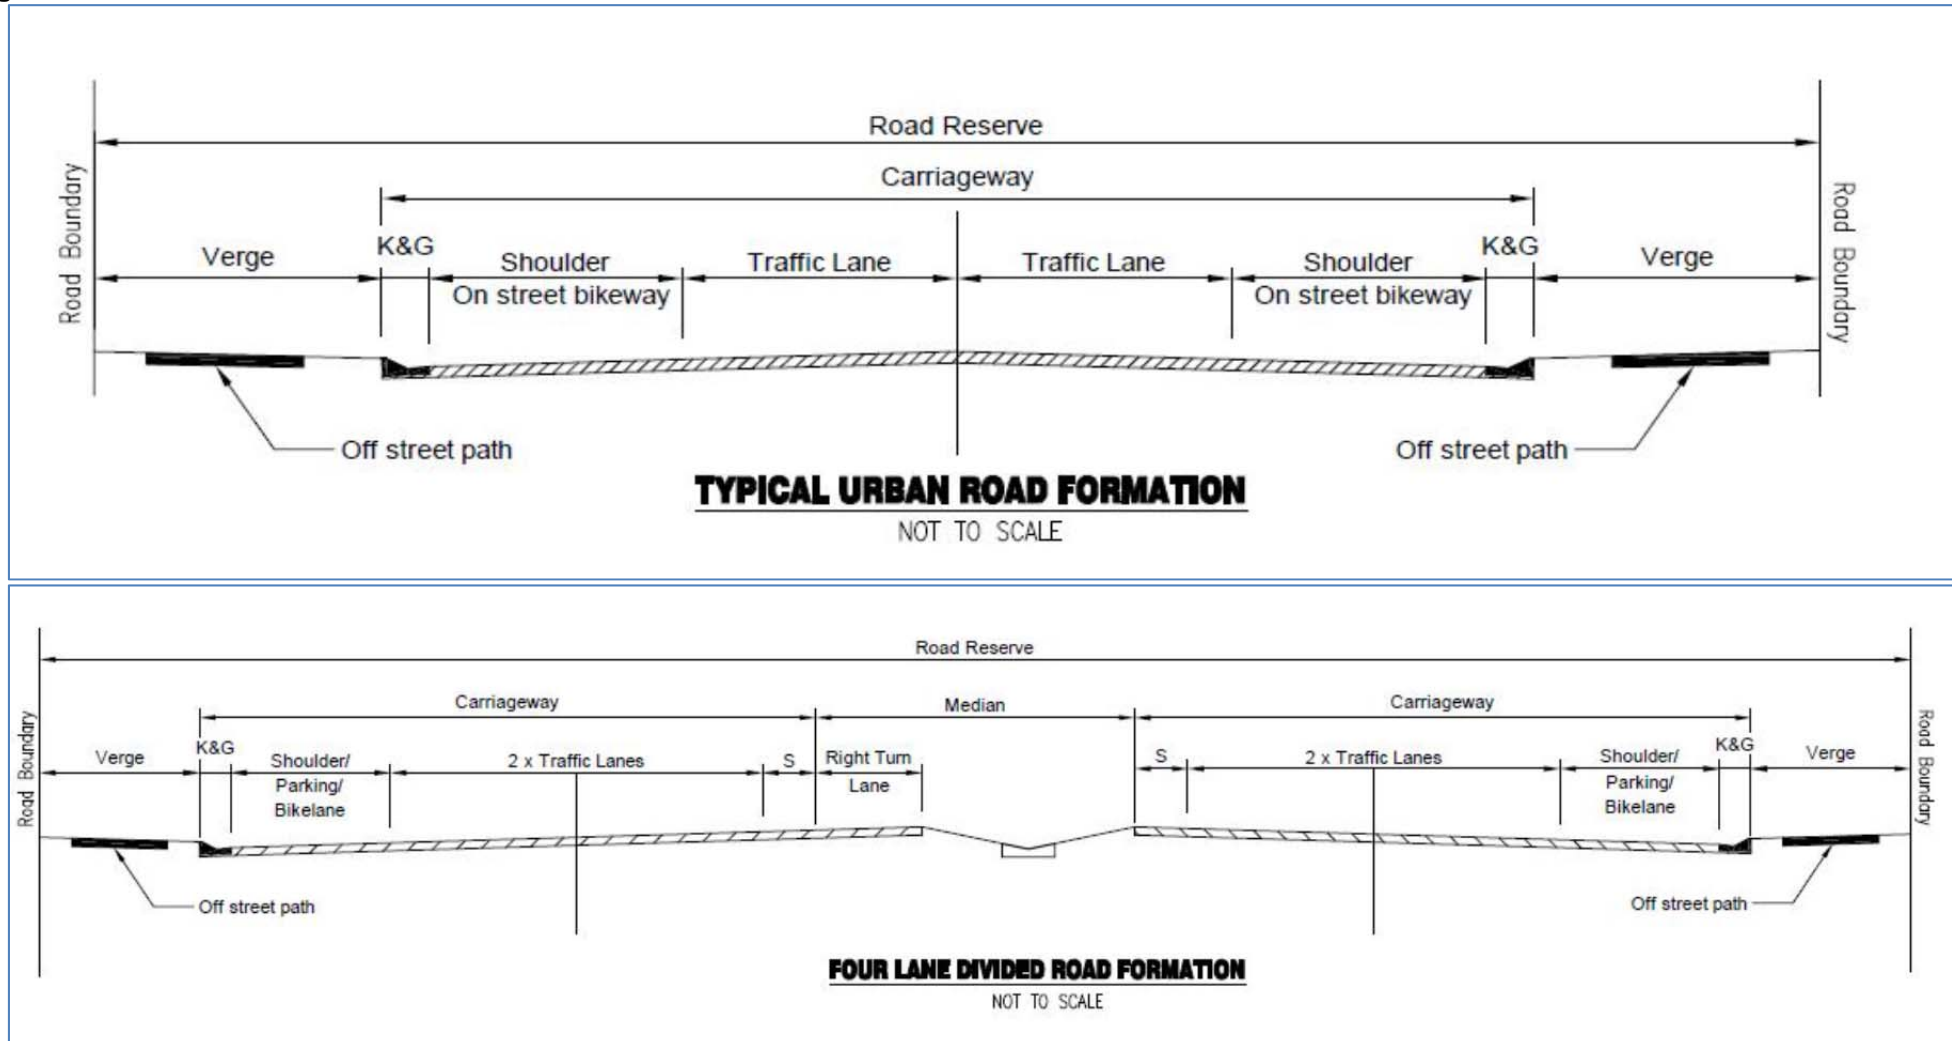 Road Reserve
Carriageway
Road Boundary
Verge
K&G
Shoulder
On street bikeway
Traffic Lane
Traffic Lane
Shoulder
On street bikeway
K&G
Verge
Road Boundary
Off street path
Off street path
TYPICAL URBAN ROAD FORMATION
NOT TO SCALE
Road Reserve
Carriageway
Median
Carriageway
Road Boundary
Verge
K&G
Shoulder/
Parking/
Bikelane
2 x Traffic Lanes
S
Right Turn
Lane
S
2 x Traffic Lanes
Shoulder/
Parking/
Bikelane
K&G
Verge
Road Boundary
Off street path
Off street path
FOUR LANE DIVIDED ROAD FORMATION
NOT TO SCALE